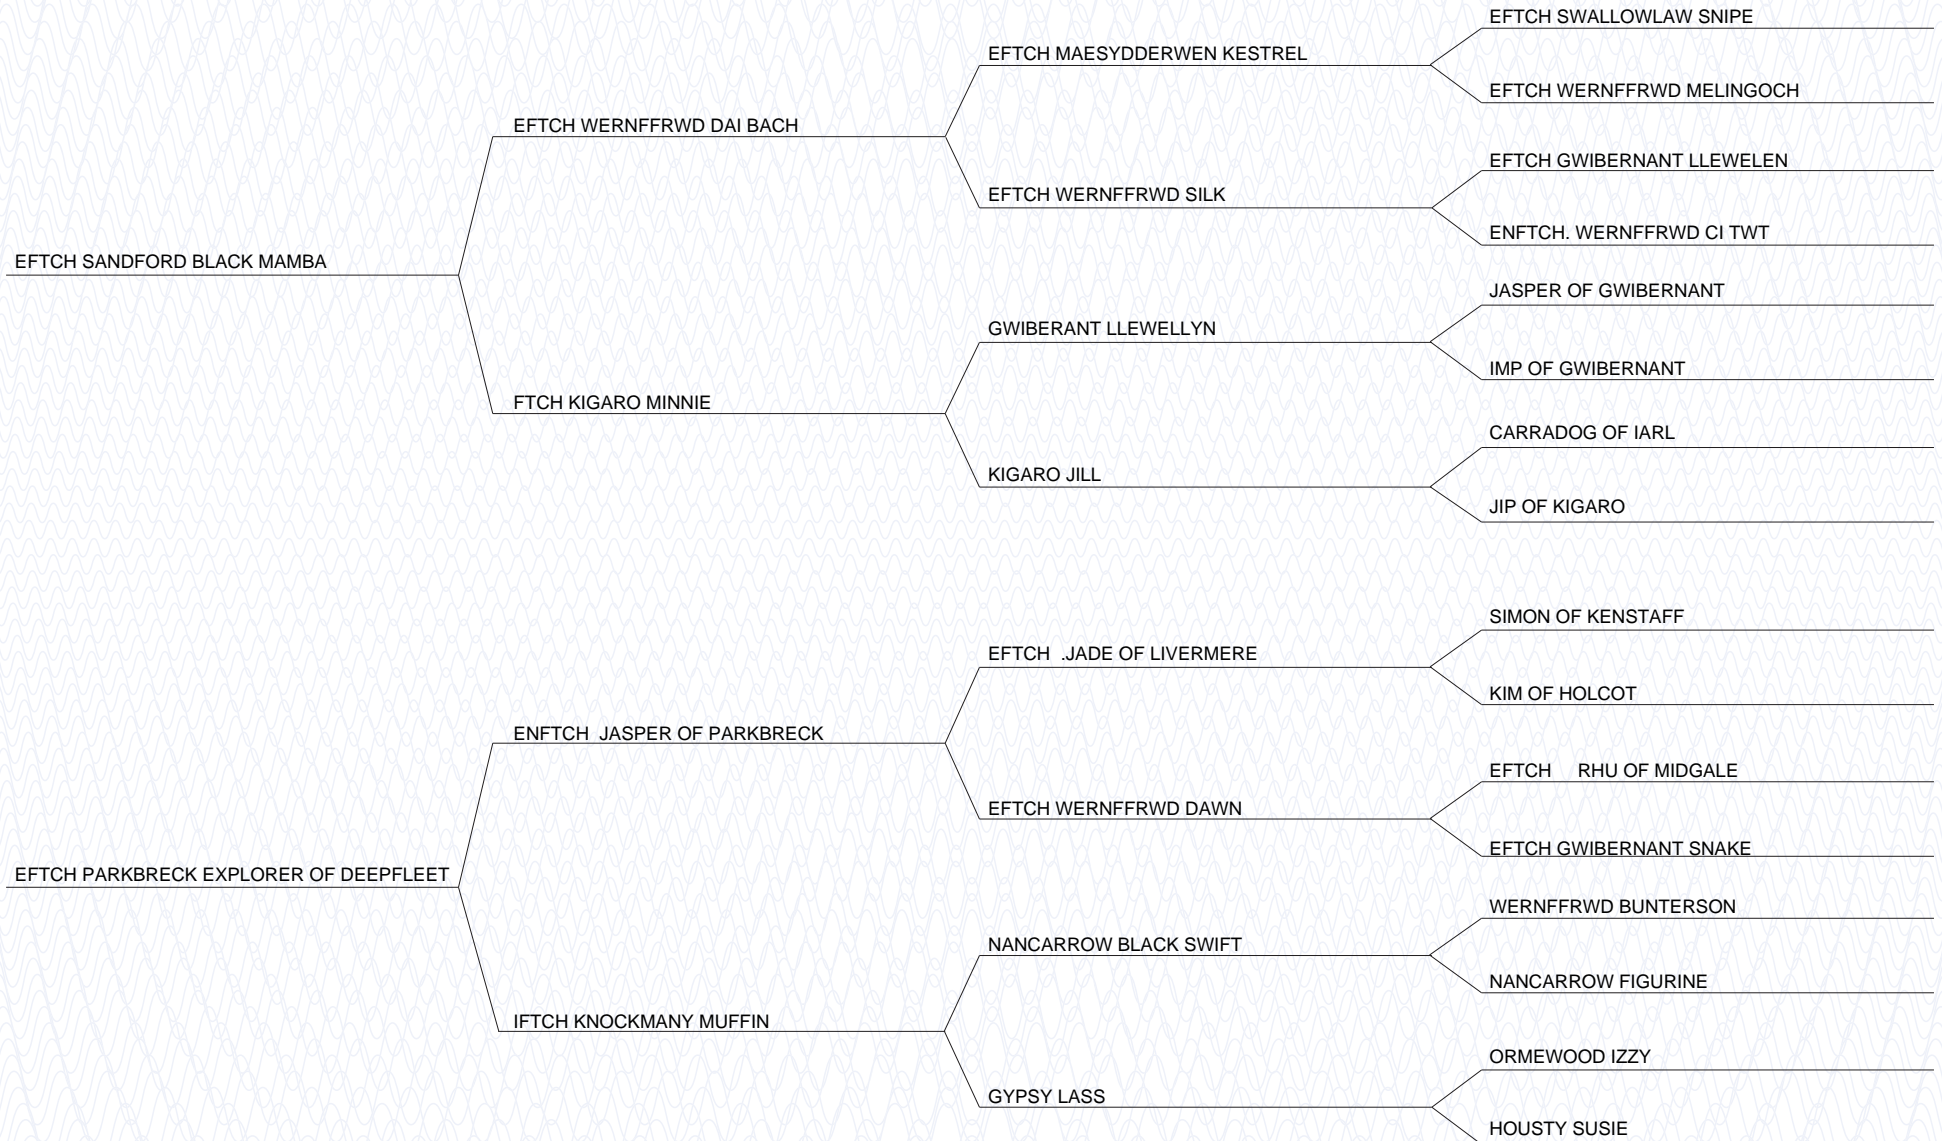 EFTCH SWALLOWLAW SNIPE
EFTCH MAESYDDERWEN KESTREL
EFTCH WERNFFRWD MELINGOCH
EFTCH WERNFFRWD DAI BACH
EFTCH GWIBERNANT LLEWELEN
EFTCH WERNFFRWD SILK
ENFTCH. WERNFFRWD CI TWT
EFTCH SANDFORD BLACK MAMBA
JASPER OF GWIBERNANT
GWIBERANT LLEWELLYN
IMP OF GWIBERNANT
FTCH KIGARO MINNIE
CARRADOG OF IARL
KIGARO JILL
JIP OF KIGARO
SIMON OF KENSTAFF
EFTCH .JADE OF LIVERMERE
KIM OF HOLCOT
ENFTCH JASPER OF PARKBRECK
EFTCH RHU OF MIDGALE
EFTCH WERNFFRWD DAWN
EFTCH GWIBERNANT SNAKE
EFTCH PARKBRECK EXPLORER OF DEEPFLEET
WERNFFRWD BUNTERSON
NANCARROW BLACK SWIFT
NANCARROW FIGURINE
IFTCH KNOCKMANY MUFFIN
ORMEWOOD IZZY
GYPSY LASS
HOUSTY SUSIE